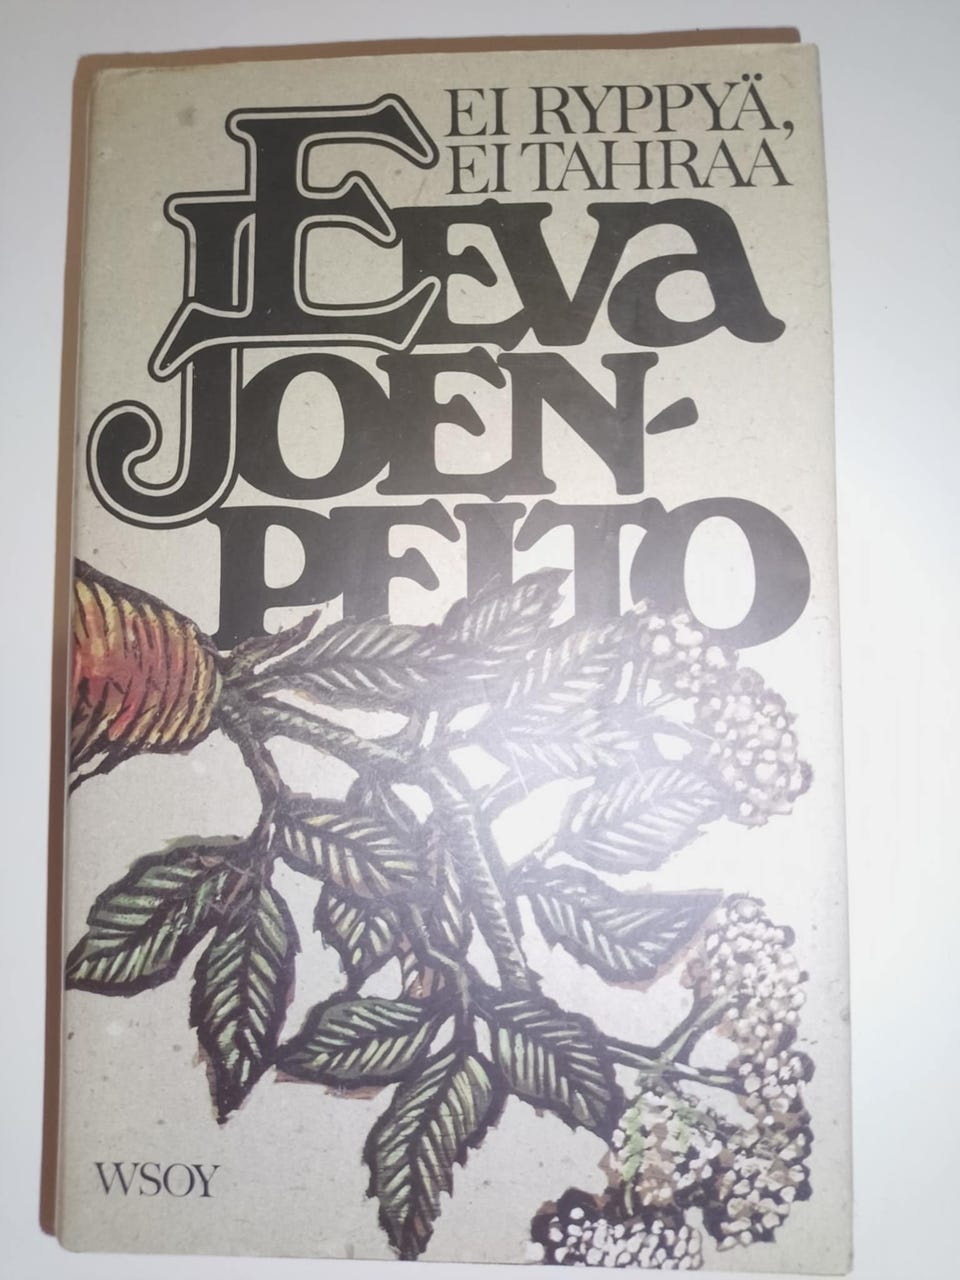 EI RYPPYÄ,
EI TAHRAA
EEVA
JOEN-
PELTO
WSOY